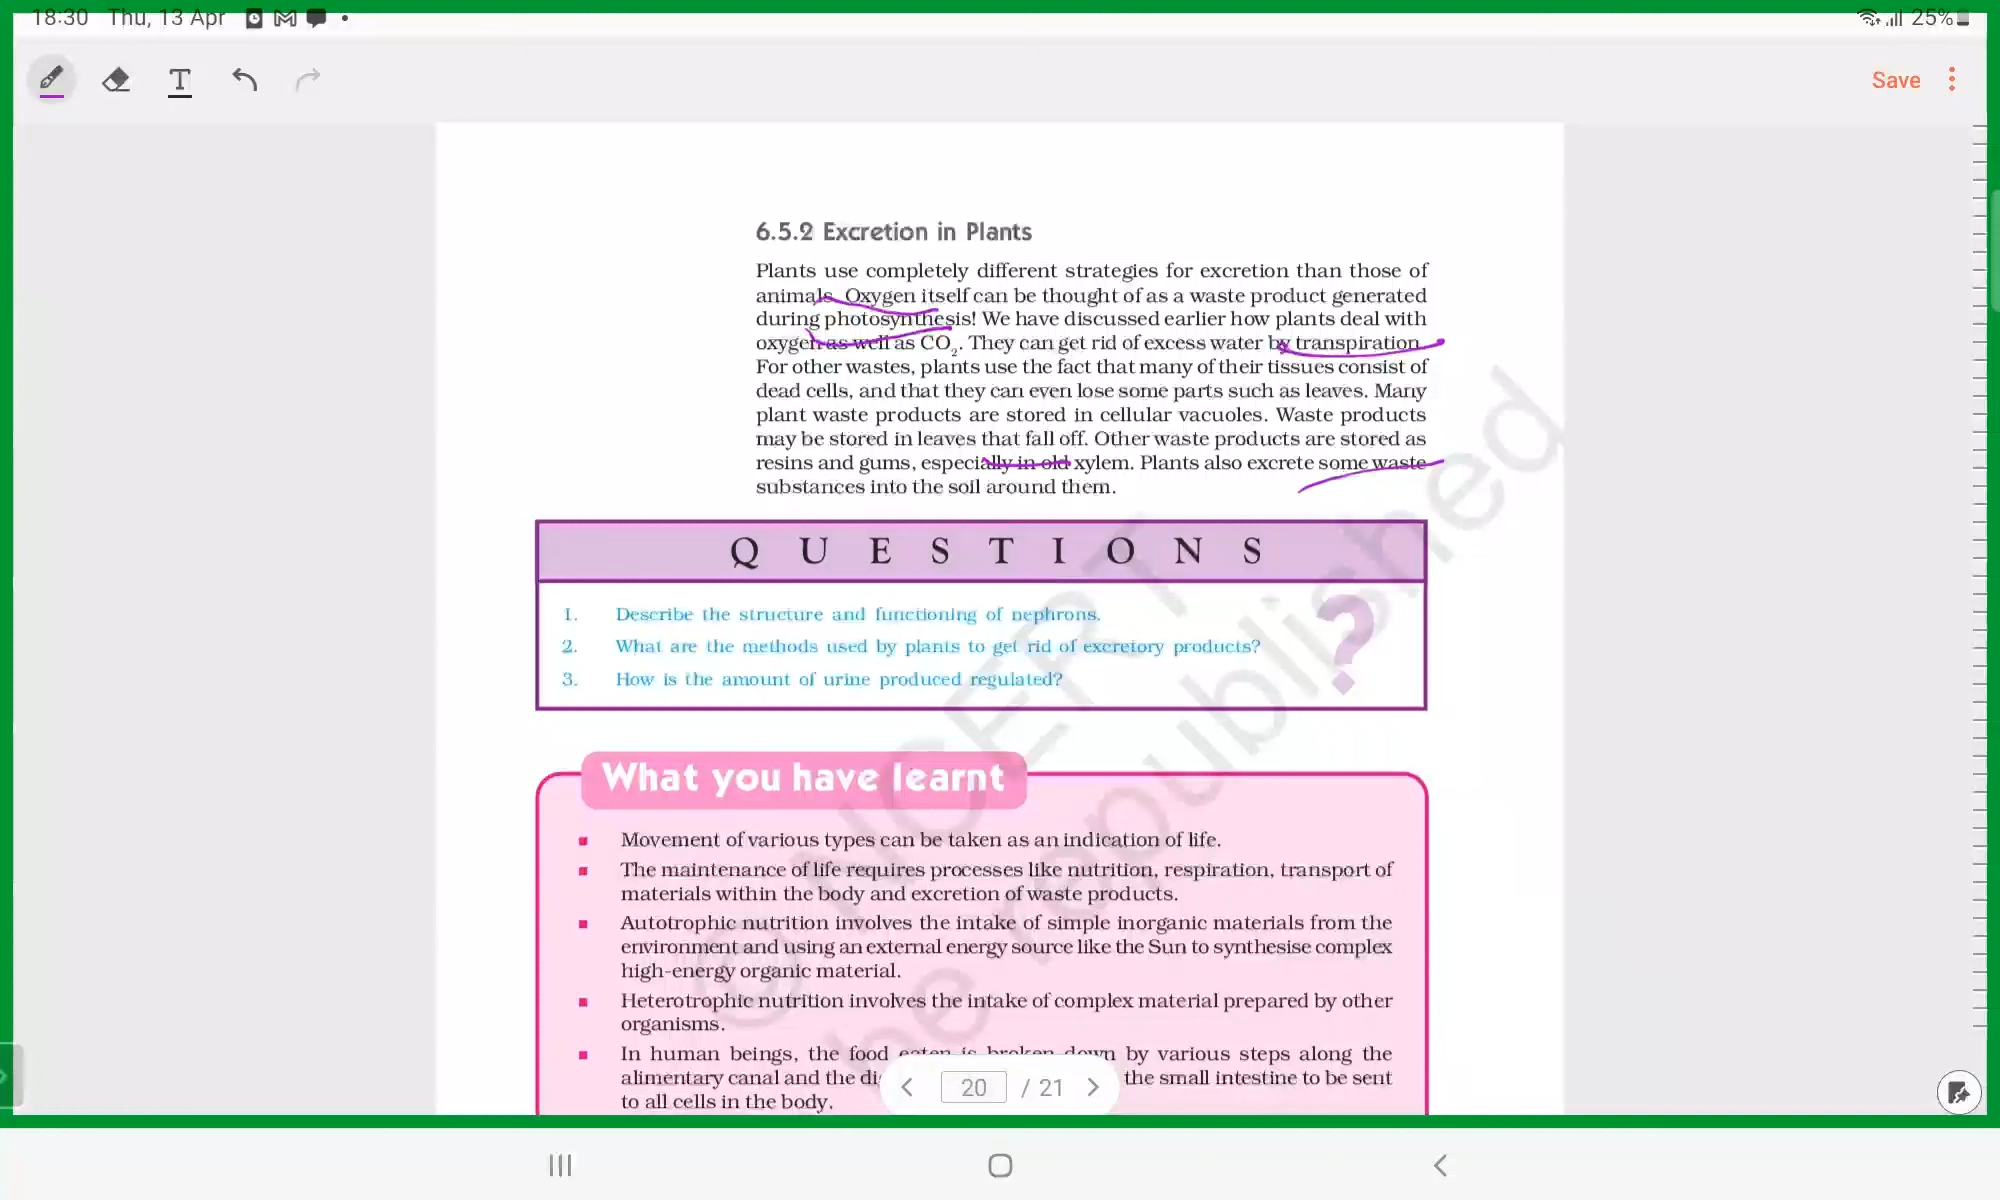 18:30 Thu, 13 Apr
25%
T
Save
6.5.2 Excretion in Plants
Plants use completely different strategies for excretion than those of
animals. Oxygen itself can be thought of as a waste product generated
during photosynthesis! We have discussed earlier how plants deal with
oxygen as well as CO₂. They can get rid of excess water by transpiration.
For other wastes, plants use the fact that many of their tissues consist of
dead cells, and that they can even lose some parts such as leaves. Many
plant waste products are stored in cellular vacuoles. Waste products
may be stored in leaves that fall off. Other waste products are stored as
resins and gums, especially in old xylem. Plants also excrete some waste
substances into the soil around them.
QUESTIONS
1. Describe the structure and functioning of nephrons.
2. What are the methods used by plants to get rid of excretory products?
3. How is the amount of urine produced regulated?
?
What you have learnt
Movement of various types can be taken as an indication of life.
The maintenance of life requires processes like nutrition, respiration, transport of
materials within the body and excretion of waste products.
Autotrophic nutrition involves the intake of simple inorganic materials from the
environment and using an external energy source like the Sun to synthesise complex
high-energy organic material.
Heterotrophic nutrition involves the intake of complex material prepared by other
organisms.
In human beings, the food eaten is broken down by various steps along the
alimentary canal and the di the small intestine to be sent
to all cells in the body.
20 / 21
© NCERT
be republished